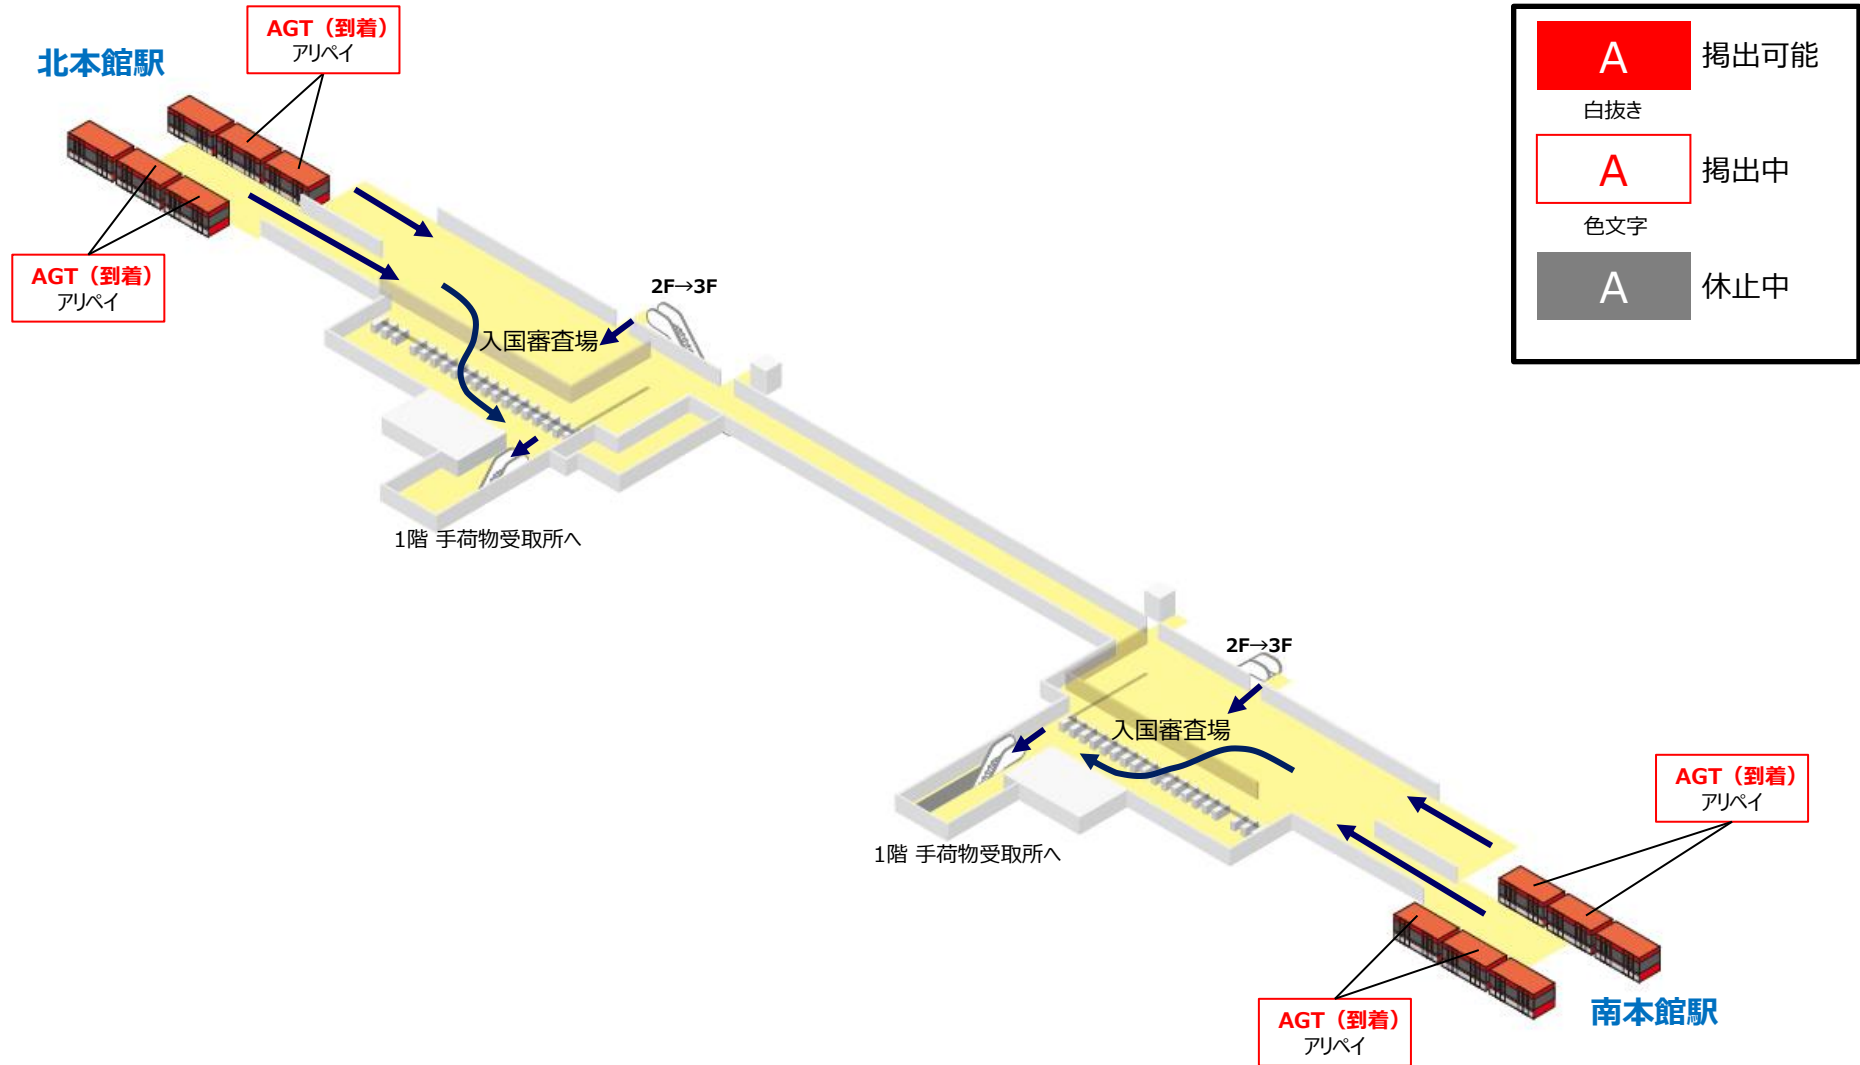 AGT（到着）
アリペイ
北本館駅
A
掲出可能
白抜き
A
掲出中
色文字
A
休止中
AGT（到着）
アリペイ
2F→3F
入国審査場
1階 手荷物受取所へ
2F→3F
入国審査場
1階 手荷物受取所へ
AGT（到着）
アリペイ
AGT（到着）
アリペイ
南本館駅